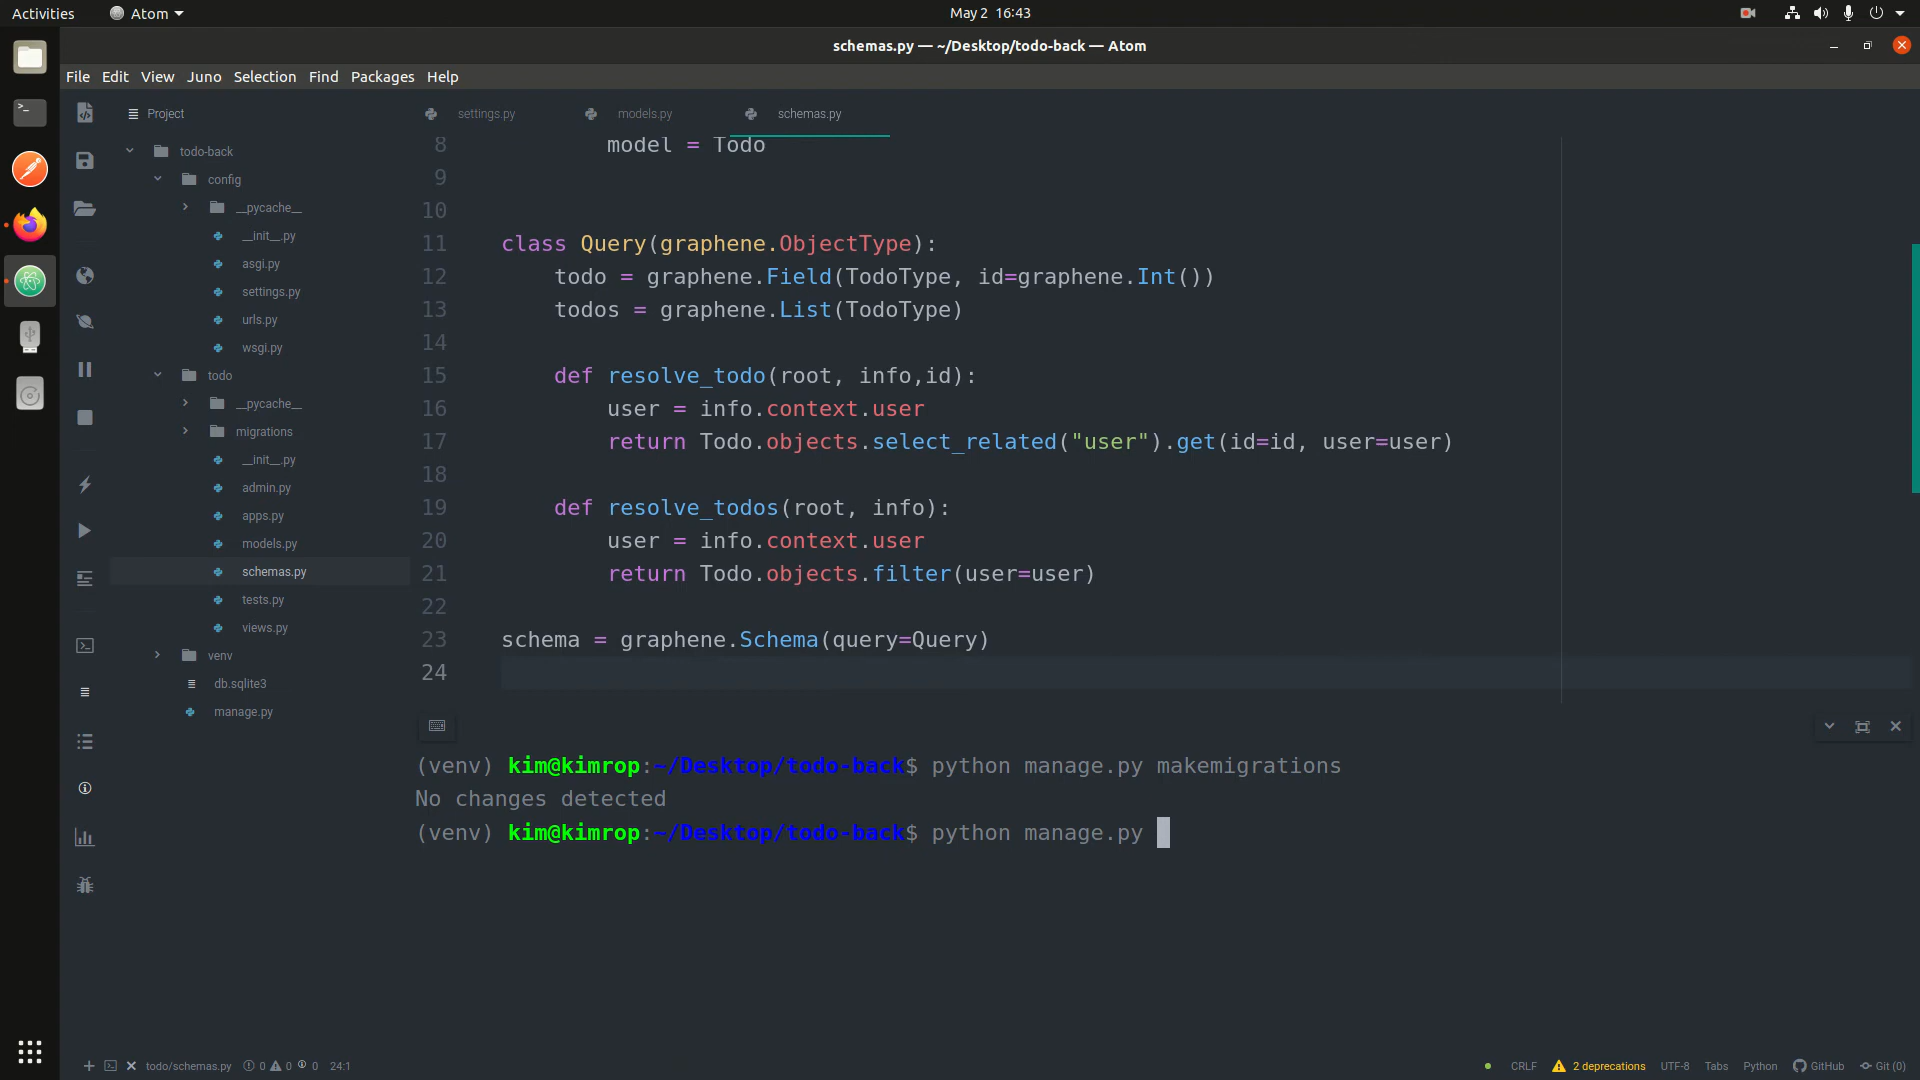 Activities
Atom
May 2 16:43
schemas.py — ~/Desktop/todo-back — Atom
File Edit View Juno Selection Find Packages Help
Project
todo-back
config
__pycache__
__init__.py
asgi.py
settings.py
urls.py
wsgi.py
todo
__pycache__
migrations
__init__.py
admin.py
apps.py
models.py
schemas.py
tests.py
views.py
venv
db.sqlite3
manage.py
settings.py
models.py
schemas.py
8         model = Todo
9
10
11 class Query(graphene.ObjectType):
12     todo = graphene.Field(TodoType, id=graphene.Int())
13     todos = graphene.List(TodoType)
14
15     def resolve_todo(root, info,id):
16         user = info.context.user
17         return Todo.objects.select_related("user").get(id=id, user=user)
18
19     def resolve_todos(root, info):
20         user = info.context.user
21         return Todo.objects.filter(user=user)
22
23 schema = graphene.Schema(query=Query)
24
(venv) kim@kimrop:~/Desktop/todo-back$ python manage.py makemigrations
No changes detected
(venv) kim@kimrop:~/Desktop/todo-back$ python manage.py
todo/schemas.py 0 0 0 24:1
CRLF 2 deprecations UTF-8 Tabs Python GitHub Git (0)